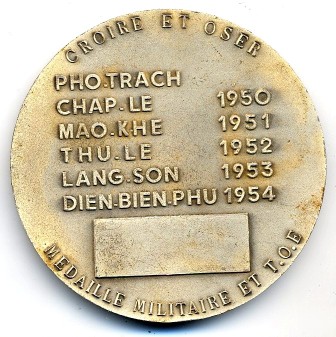 CROIRE ET OSER
PHO.TRACH
CHAP.LE 1950
MAO.KHE 1951
THU.LE 1952
LANG.SON 1953
DIEN.BIEN.PHU 1954
MEDAILLE MILITAIRE ET T.O.E